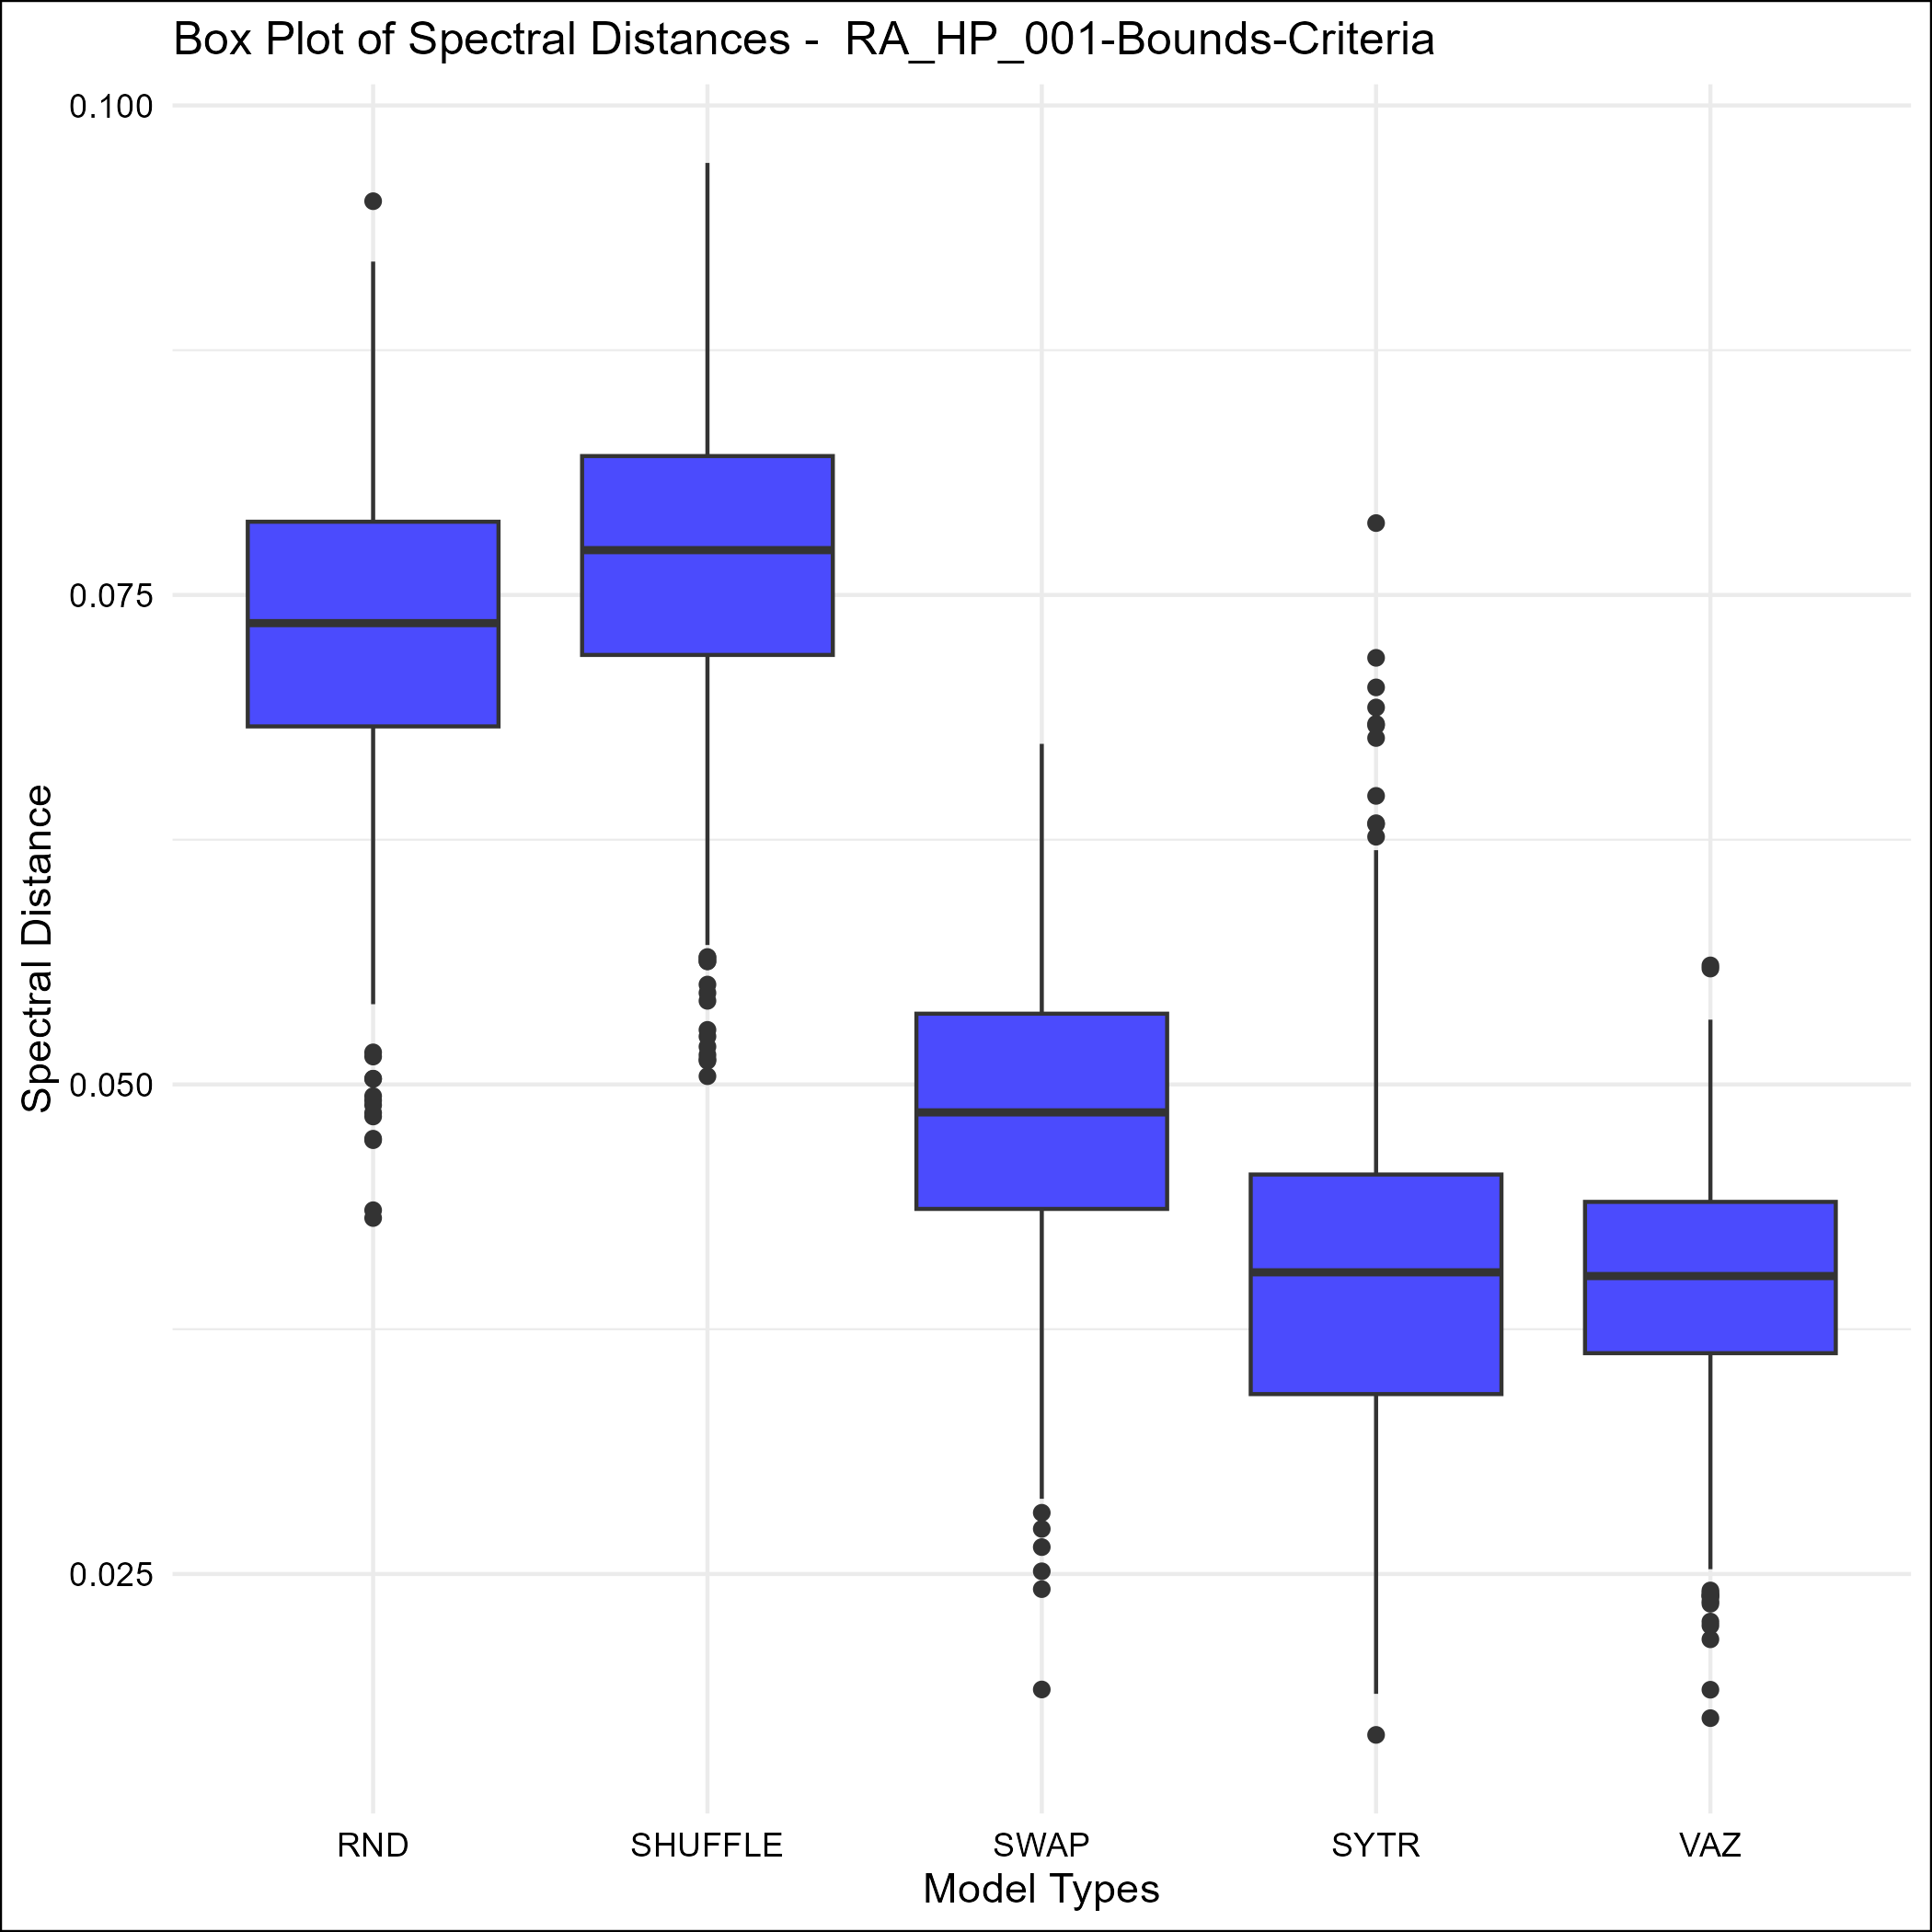 Box Plot of Spectral Distances -  RA_HP_001-Bounds-Criteria
0.100
0.075
0.050
0.025
Spectral Distance
RND SHUFFLE SWAP SYTR VAZ
Model Types